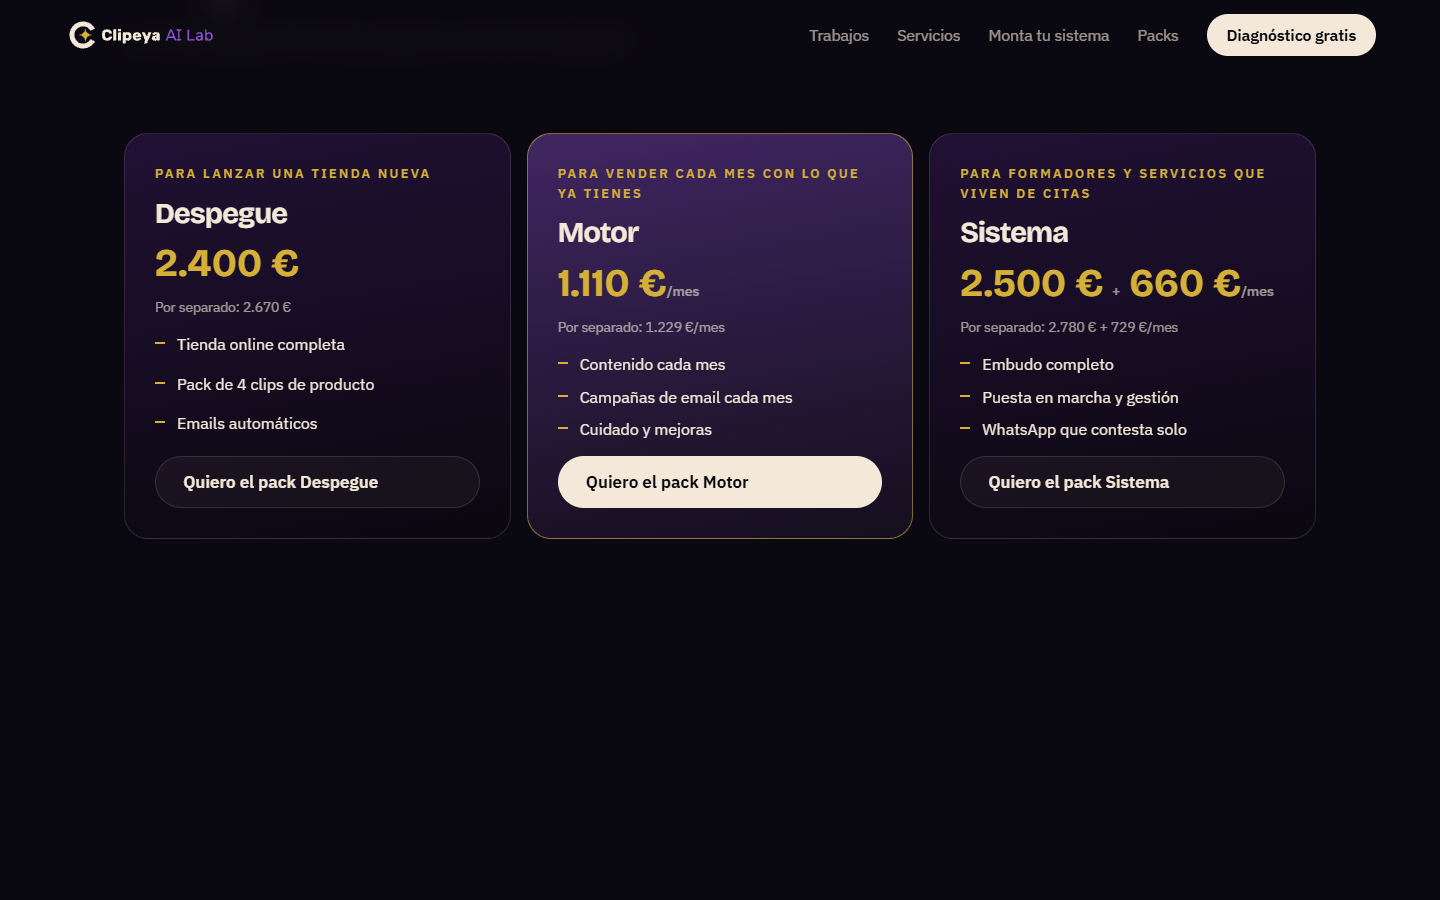 Clipeya AI Lab
Trabajos
Servicios
Monta tu sistema
Packs
Diagnóstico gratis
PARA LANZAR UNA TIENDA NUEVA
Despegue
2.400 €
Por separado: 2.670 €
Tienda online completa
Pack de 4 clips de producto
Emails automáticos
Quiero el pack Despegue
PARA VENDER CADA MES CON LO QUE
YA TIENES
Motor
1.110 €/mes
Por separado: 1.229 €/mes
Contenido cada mes
Campañas de email cada mes
Cuidado y mejoras
Quiero el pack Motor
PARA FORMADORES Y SERVICIOS QUE
VIVEN DE CITAS
Sistema
2.500 € + 660 €/mes
Por separado: 2.780 € + 729 €/mes
Embudo completo
Puesta en marcha y gestión
WhatsApp que contesta solo
Quiero el pack Sistema